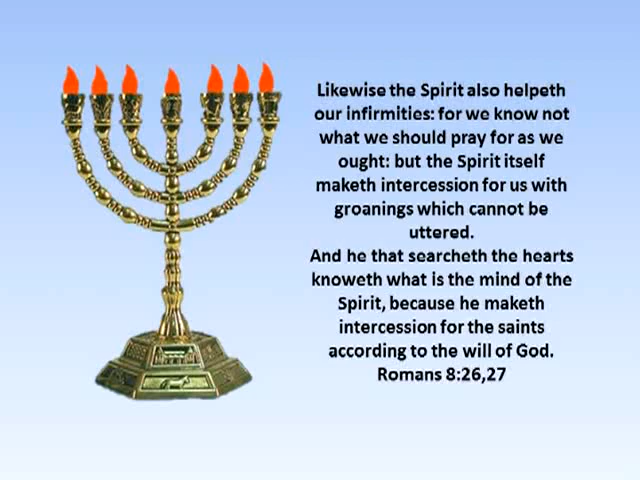 Likewise the Spirit also helpeth
our infirmities: for we know not
what we should pray for as we
ought: but the Spirit itself
maketh intercession for us with
groanings which cannot be
uttered.
And he that searcheth the hearts
knoweth what is the mind of the
Spirit, because he maketh
intercession for the saints
according to the will of God.
Romans 8:26,27